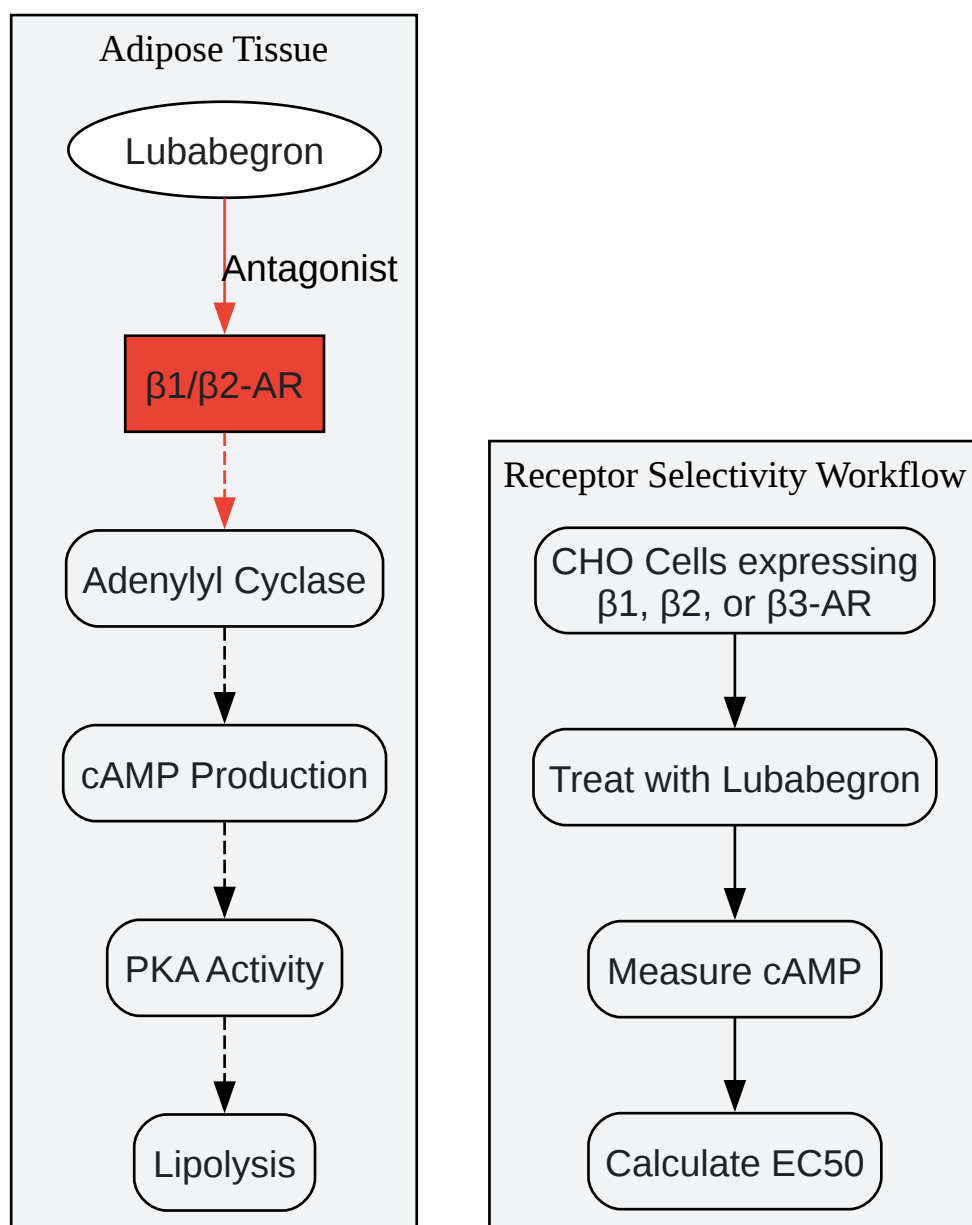 Adipose Tissue
Lubabegron
Antagonist
β1/β2-AR
Adenylyl Cyclase
cAMP Production
PKA Activity
Lipolysis
Receptor Selectivity Workflow
CHO Cells expressing
β1, β2, or β3-AR
Treat with Lubabegron
Measure cAMP
Calculate EC50